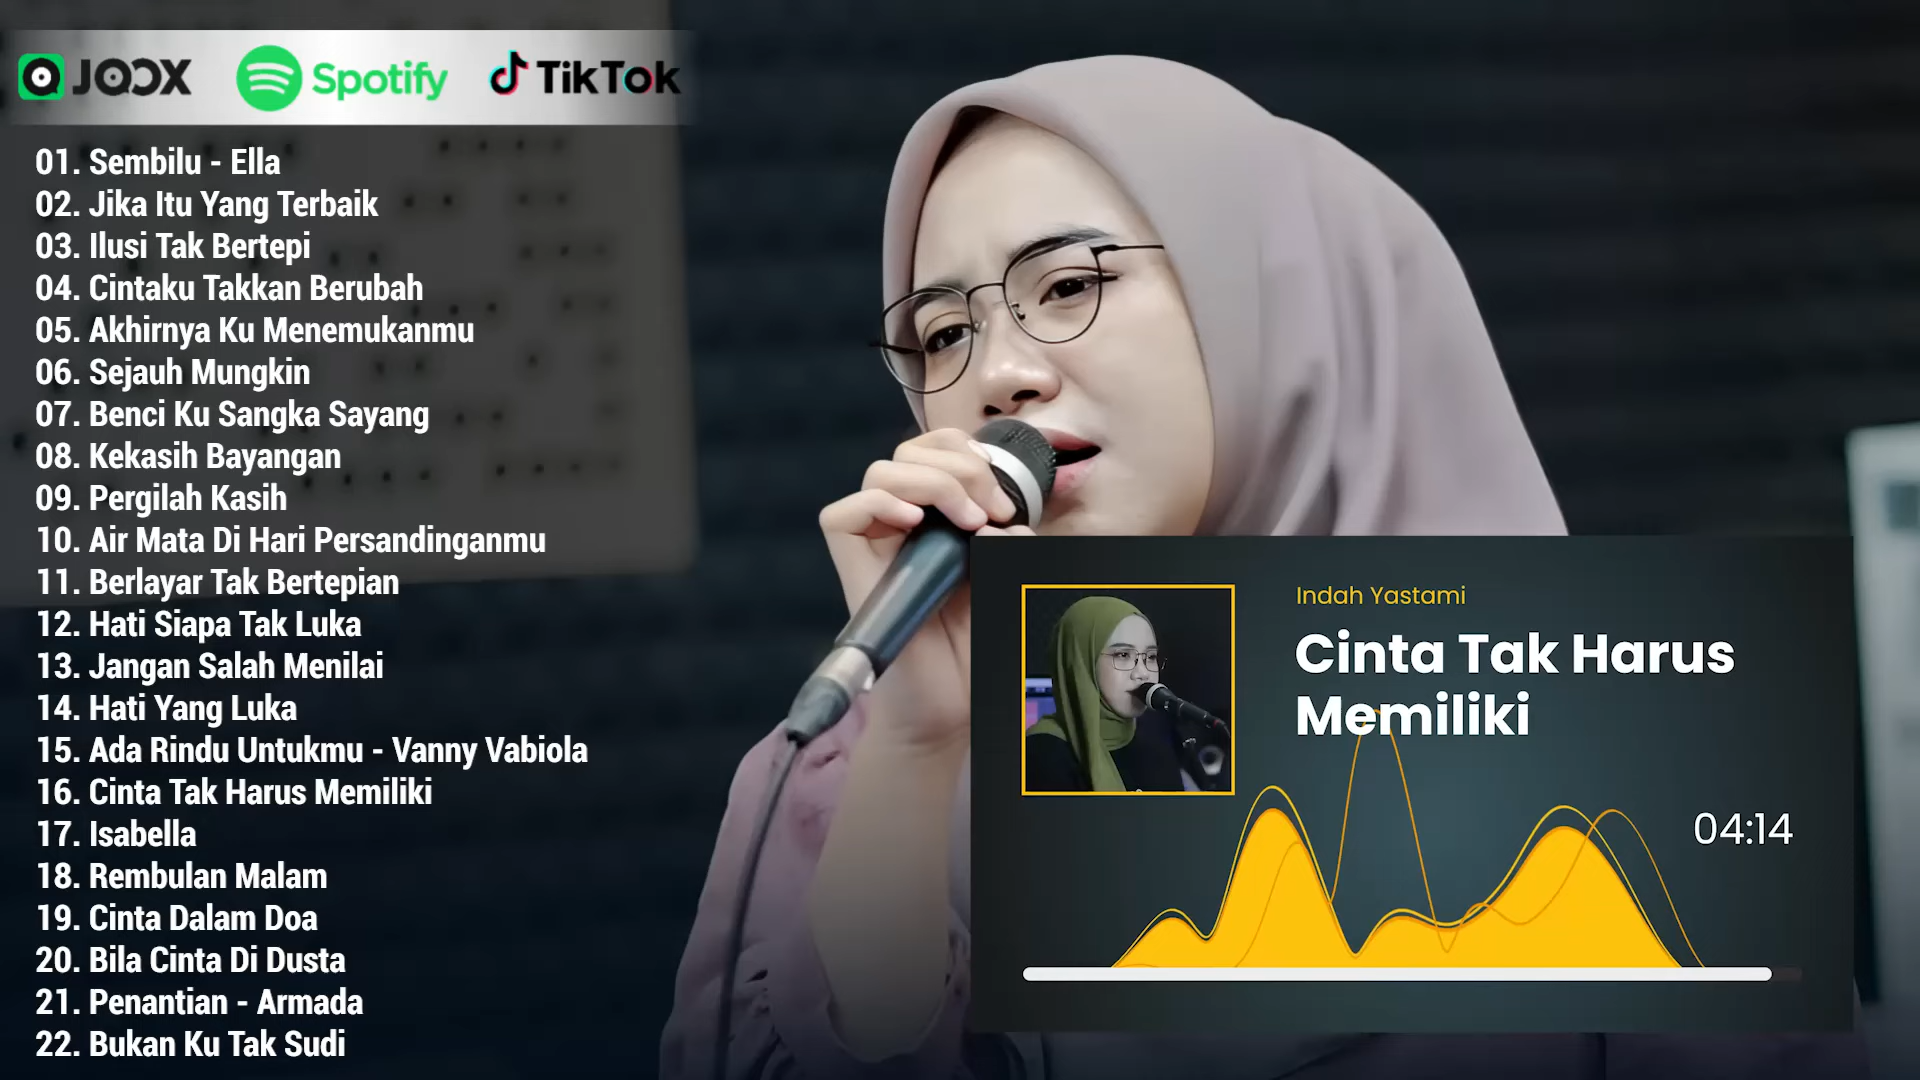 JOOX Spotify TikTok
01. Sembilu - Ella
02. Jika Itu Yang Terbaik
03. Ilusi Tak Bertepi
04. Cintaku Takkan Berubah
05. Akhirnya Ku Menemukanmu
06. Sejauh Mungkin
07. Benci Ku Sangka Sayang
08. Kekasih Bayangan
09. Pergilah Kasih
10. Air Mata Di Hari Persandinganmu
11. Berlayar Tak Bertepian
12. Hati Siapa Tak Luka
13. Jangan Salah Menilai
14. Hati Yang Luka
15. Ada Rindu Untukmu - Vanny Vabiola
16. Cinta Tak Harus Memiliki
17. Isabella
18. Rembulan Malam
19. Cinta Dalam Doa
20. Bila Cinta Di Dusta
21. Penantian - Armada
22. Bukan Ku Tak Sudi
Indah Yastami
Cinta Tak Harus
Memiliki
04:14